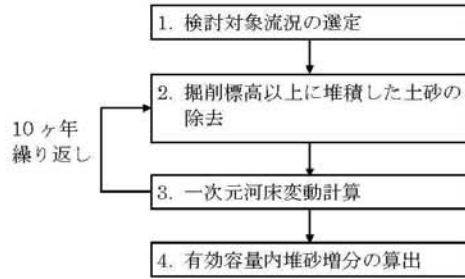 1. 検討対象流況の選定
2. 掘削標高以上に堆積した土砂の
除去
10ヶ年
繰り返し
3. 一次元河床変動計算
4. 有効容量内堆砂増分の算出